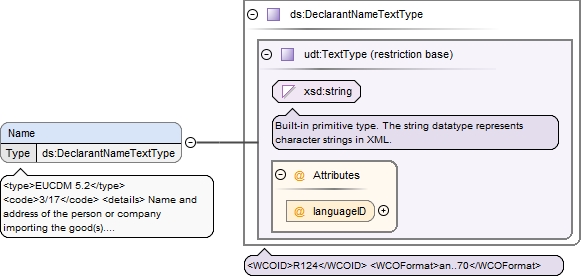 ds:DeclarantNameTextType
udt:TextType (restriction base)
xsd:string
Built-in primitive type. The string datatype represents
character strings in XML.
Name
Type ds:DeclarantNameTextType
<type>EUCDM 5.2</type>
<code>3/17</code> <details> Name and
address of the person or company
importing the good(s)....
@ Attributes
@ languageID
<WCOID>R124</WCOID> <WCOFormat>an..70</WCOFormat>